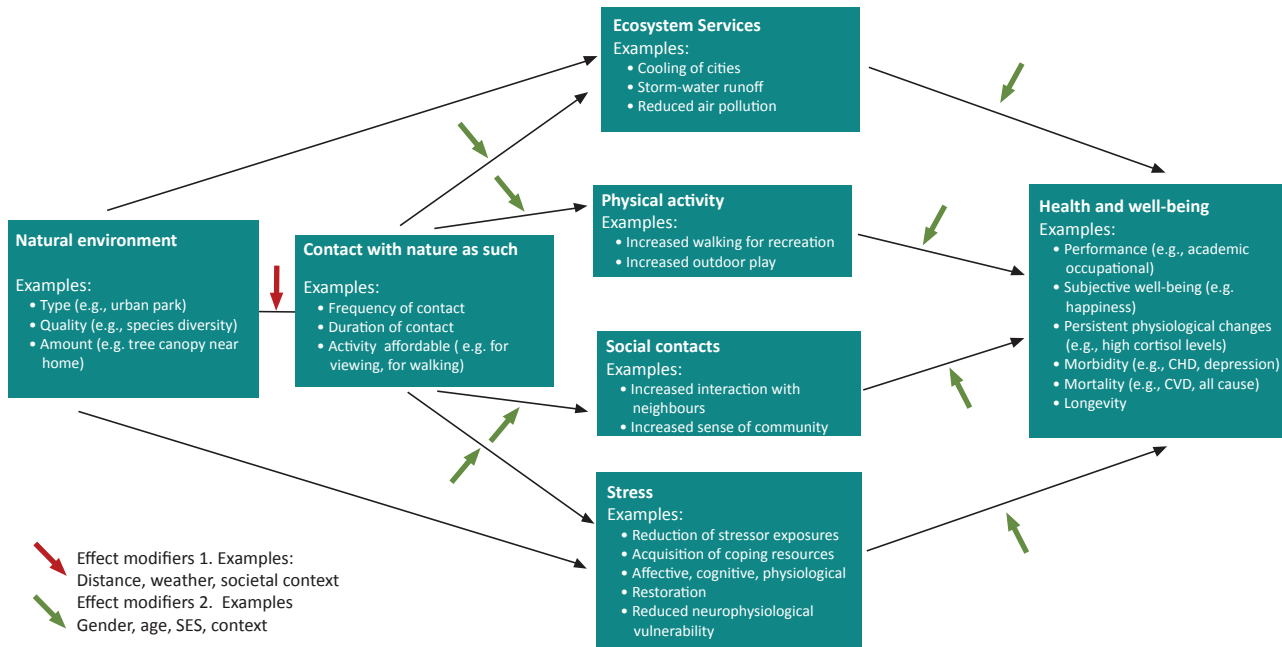 Ecosystem Services
Examples:
• Cooling of cities
• Storm-water runoff
• Reduced air pollution
Natural environment
Examples:
• Type (e.g., urban park)
• Quality (e.g., species diversity)
• Amount (e.g. tree canopy near
home)
Contact with nature as such
Examples:
• Frequency of contact
• Duration of contact
• Activity affordable ( e.g. for
viewing, for walking)
Physical activity
Examples:
• Increased walking for recreation
• Increased outdoor play
Social contacts
Examples:
• Increased interaction with
neighbours
• Increased sense of community
Stress
Examples:
• Reduction of stressor exposures
• Acquisition of coping resources
• Affective, cognitive, physiological
• Restoration
• Reduced neurophysiological
vulnerability
Health and well-being
Examples:
• Performance (e.g., academic
occupational)
• Subjective well-being (e.g.
happiness)
• Persistent physiological changes
(e.g., high cortisol levels)
• Morbidity (e.g., CHD, depression)
• Mortality (e.g., CVD, all cause)
• Longevity
Effect modifiers 1. Examples:
Distance, weather, societal context
Effect modifiers 2. Examples
Gender, age, SES, context